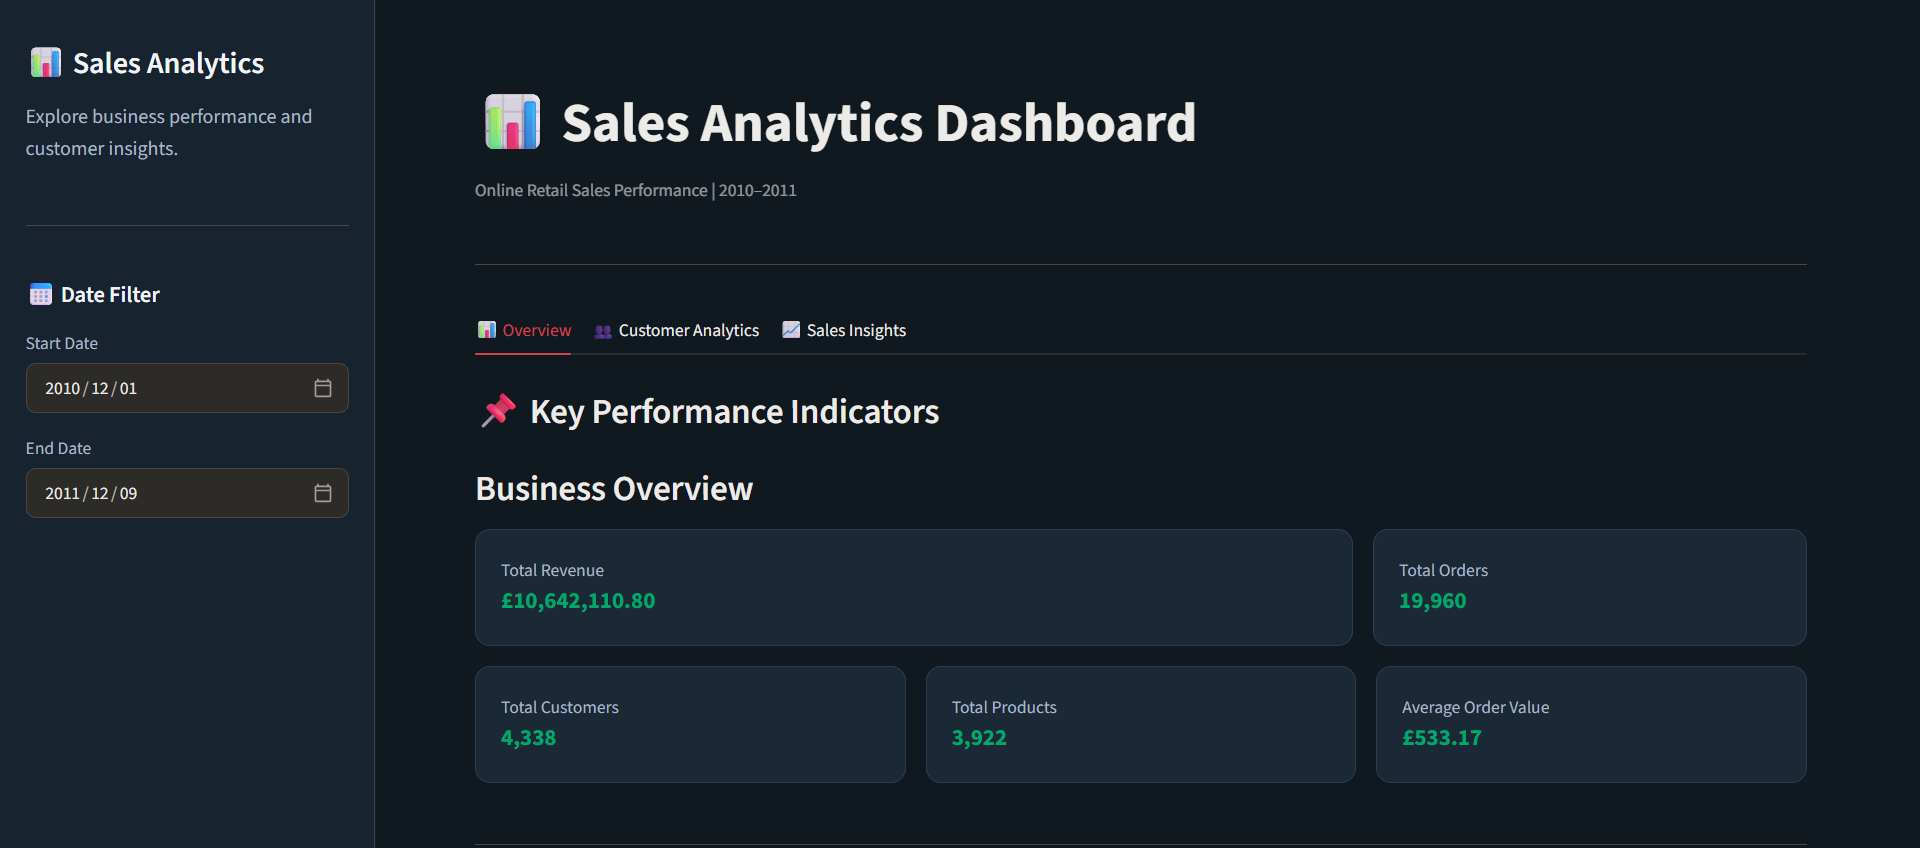 Sales Analytics
Explore business performance and
customer insights.
Date Filter
Start Date
2010/12/01
End Date
2011/12/09
Sales Analytics Dashboard
Online Retail Sales Performance | 2010–2011
Overview Customer Analytics Sales Insights
Key Performance Indicators
Business Overview
Total Revenue
£10,642,110.80
Total Orders
19,960
Total Customers
4,338
Total Products
3,922
Average Order Value
£533.17